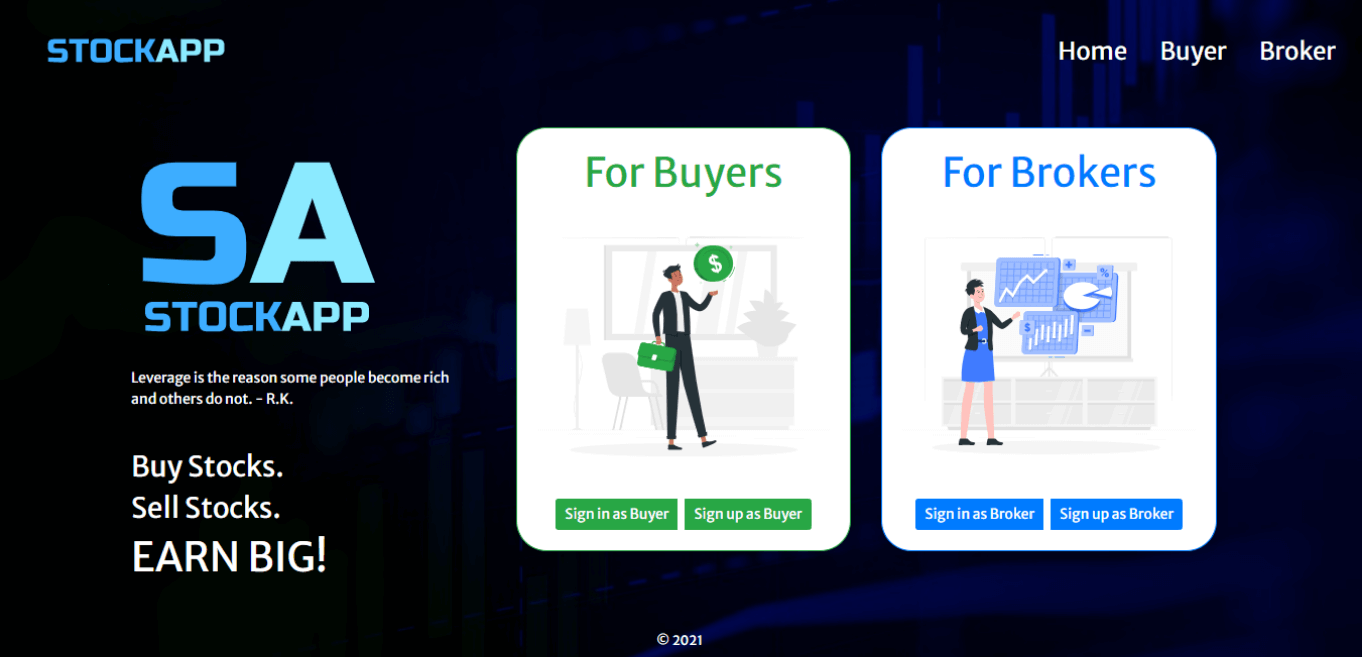 STOCKAPP
Home Buyer Broker
SA
STOCKAPP
Leverage is the reason some people become rich
and others do not. - R.K.
Buy Stocks.
Sell Stocks.
EARN BIG!
For Buyers
$
Sign in as Buyer Sign up as Buyer
For Brokers
%
$
Sign in as Broker Sign up as Broker
© 2021